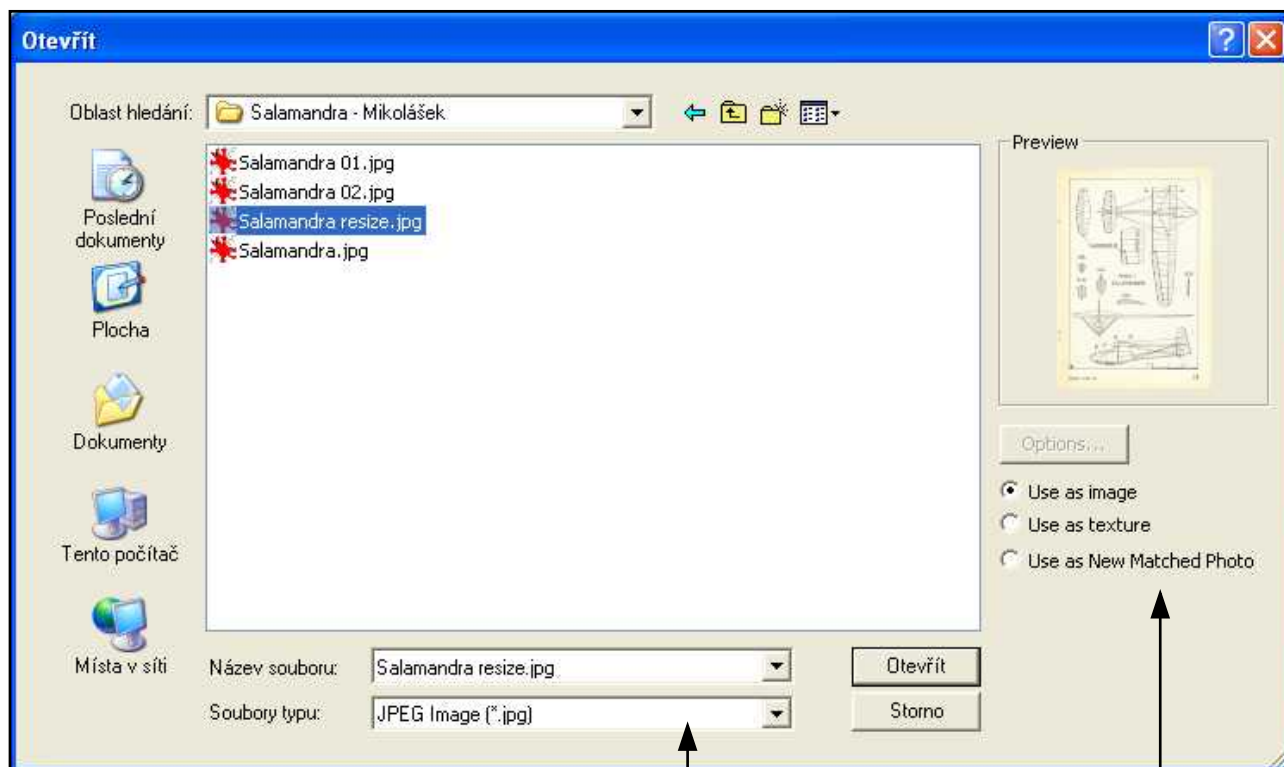 Otevřít
Oblast hledání:
Salamandra - Mikolášek
Poslední
dokumenty
Plocha
Dokumenty
Tento počítač
Místa v síti
Salamandra 01.jpg
Salamandra 02.jpg
Salamandra resize.jpg
Salamandra.jpg
Název souboru:
Salamandra resize.jpg
Otevřít
Soubory typu:
JPEG Image (*.jpg)
Storno
Preview
Options...
Use as image
Use as texture
Use as New Matched Photo